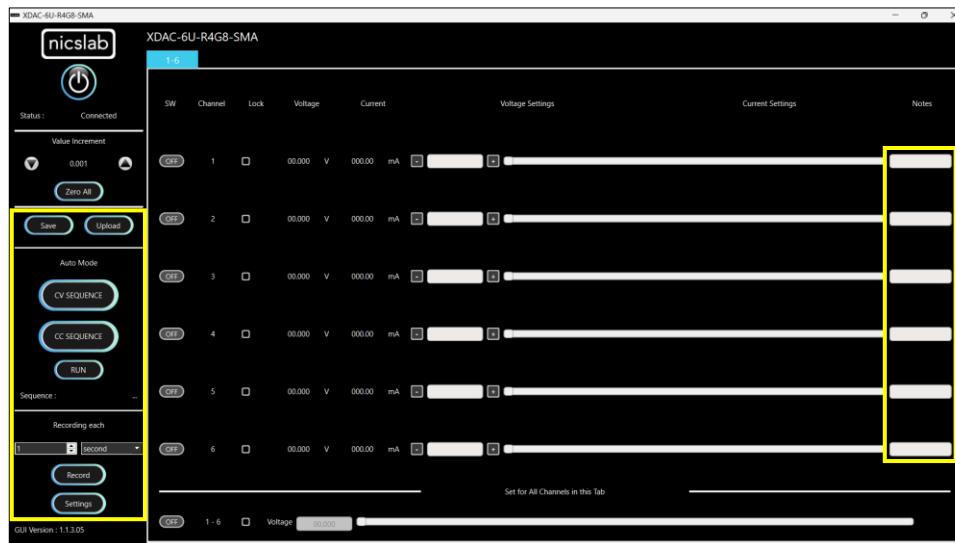 XDAC-6U-R4G8-SMA
nicslab
Status : Connected
Value Increment
0.001
Zero All
Save Upload
Auto Mode
CV SEQUENCE
CC SEQUENCE
RUN
Sequence : ...
Recording each
1 second
Record
Settings
GUI Version : 1.1.3.05
XDAC-6U-R4G8-SMA
1-6
SW Channel Lock Voltage Current Voltage Settings Current Settings Notes
OFF 1 00.000 V 000.00 mA - +
OFF 2 00.000 V 000.00 mA - +
OFF 3 00.000 V 000.00 mA - +
OFF 4 00.000 V 000.00 mA - +
OFF 5 00.000 V 000.00 mA - +
OFF 6 00.000 V 000.00 mA - +
Set for All Channels in this Tab
OFF 1 - 6 Voltage 00.000